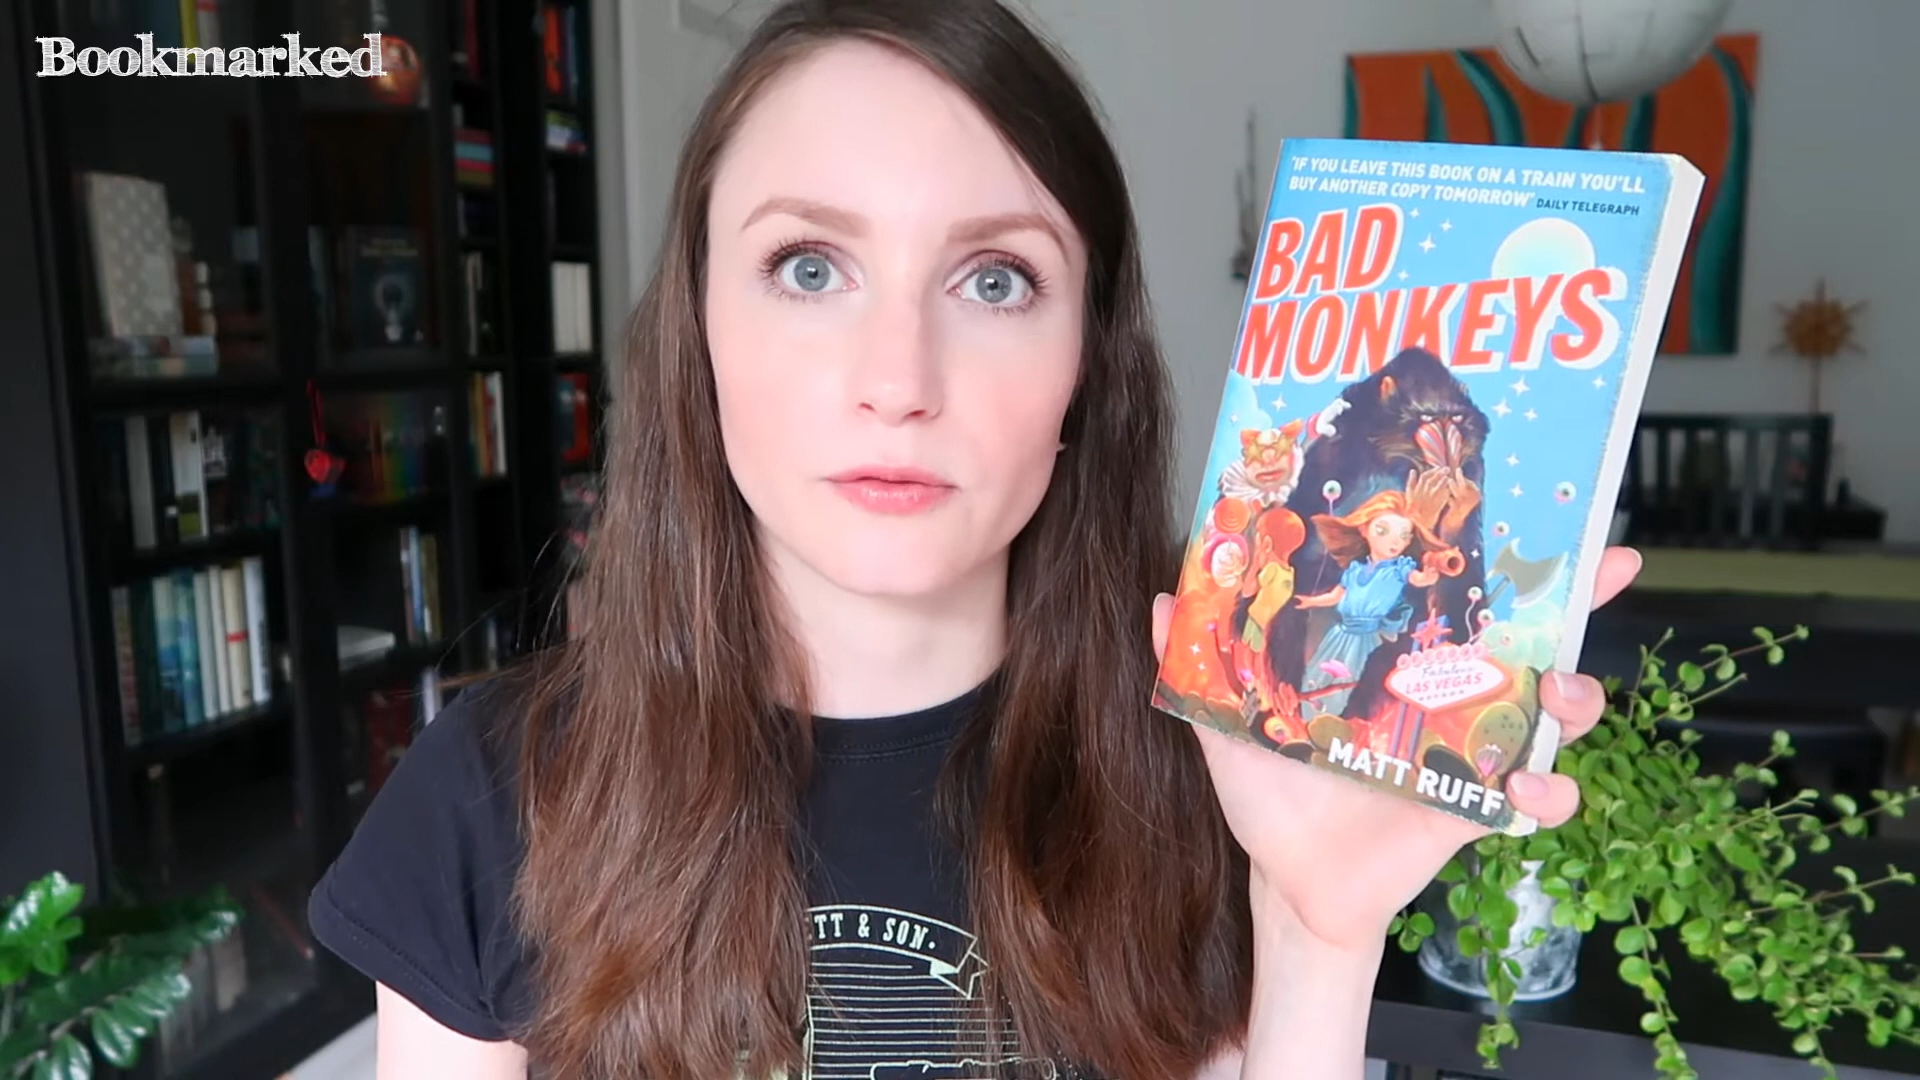 Bookmarked
'IF YOU LEAVE THIS BOOK ON A TRAIN YOU'LL
BUY ANOTHER COPY TOMORROW' DAILY TELEGRAPH
BAD
MONKEYS
Fabulous
LAS VEGAS
MATT RUFF
TT & SON.